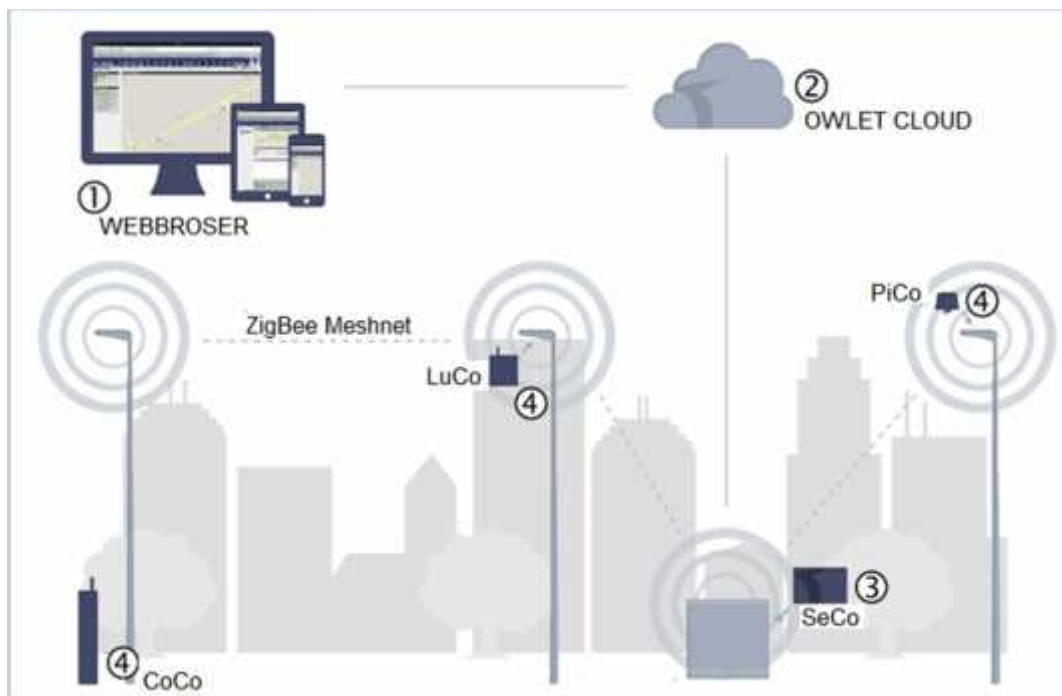 ②
OWLET CLOUD
①
WEBBROSER
PiCo ④
ZigBee Meshnet
LuCo
④
③
SeCo
④ CoCo